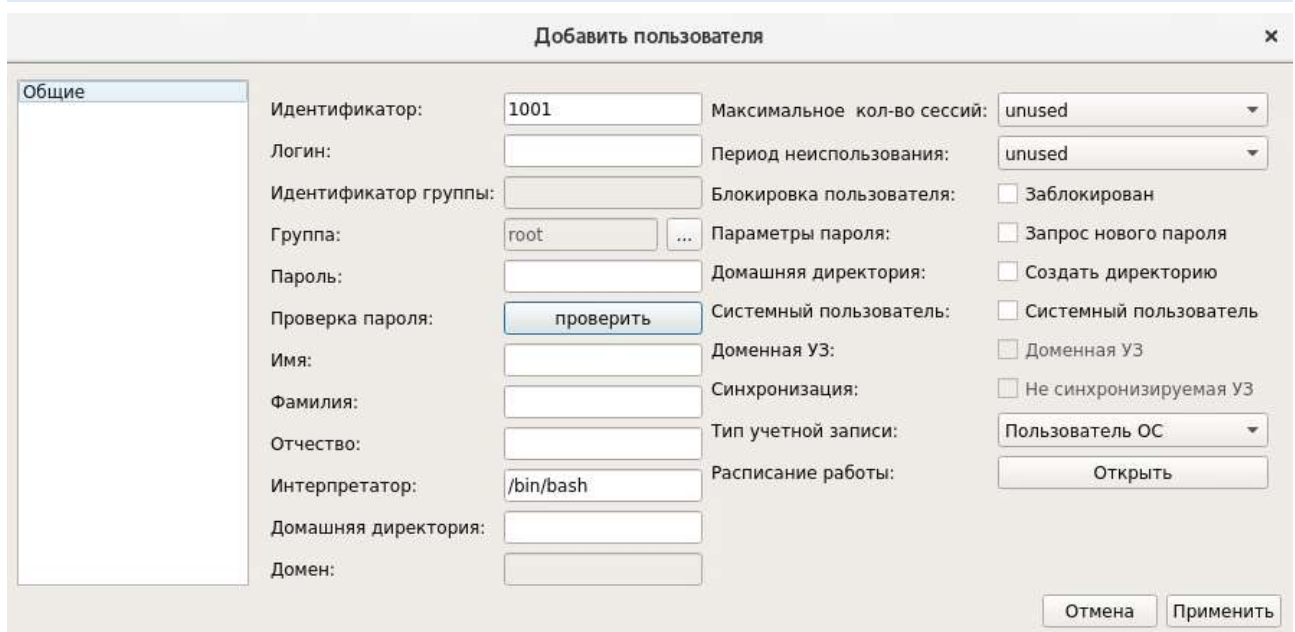 Добавить пользователя ×
Общие
Идентификатор: 1001
Логин:
Идентификатор группы:
Группа: root ...
Пароль:
Проверка пароля: проверить
Имя:
Фамилия:
Отчество:
Интерпретатор: /bin/bash
Домашняя директория:
Домен:
Максимальное кол-во сессий: unused
Период неиспользования: unused
Блокировка пользователя: Заблокирован
Параметры пароля: Запрос нового пароля
Домашняя директория: Создать директорию
Системный пользователь: Системный пользователь
Доменная УЗ: Доменная УЗ
Синхронизация: Не синхронизируемая УЗ
Тип учетной записи: Пользователь ОС
Расписание работы: Открыть
Отмена Применить